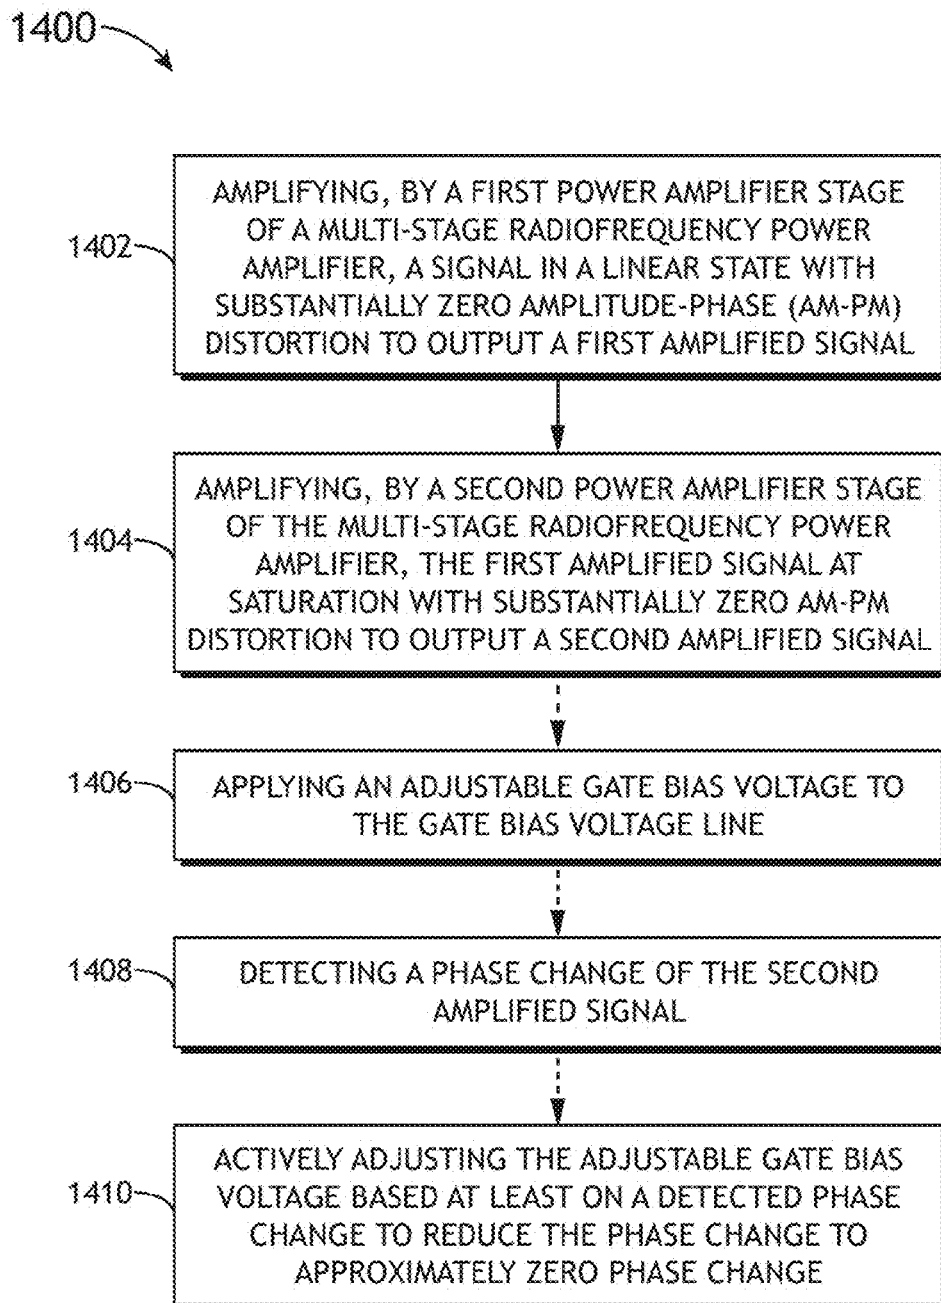 1400
1402
AMPLIFYING, BY A FIRST POWER AMPLIFIER STAGE
OF A MULTI-STAGE RADIOFREQUENCY POWER
AMPLIFIER, A SIGNAL IN A LINEAR STATE WITH
SUBSTANTIALLY ZERO AMPLITUDE-PHASE (AM-PM)
DISTORTION TO OUTPUT A FIRST AMPLIFIED SIGNAL
1404
AMPLIFYING, BY A SECOND POWER AMPLIFIER STAGE
OF THE MULTI-STAGE RADIOFREQUENCY POWER
AMPLIFIER, THE FIRST AMPLIFIED SIGNAL AT
SATURATION WITH SUBSTANTIALLY ZERO AM-PM
DISTORTION TO OUTPUT A SECOND AMPLIFIED SIGNAL
1406
APPLYING AN ADJUSTABLE GATE BIAS VOLTAGE TO
THE GATE BIAS VOLTAGE LINE
1408
DETECTING A PHASE CHANGE OF THE SECOND
AMPLIFIED SIGNAL
1410
ACTIVELY ADJUSTING THE ADJUSTABLE GATE BIAS
VOLTAGE BASED AT LEAST ON A DETECTED PHASE
CHANGE TO REDUCE THE PHASE CHANGE TO
APPROXIMATELY ZERO PHASE CHANGE